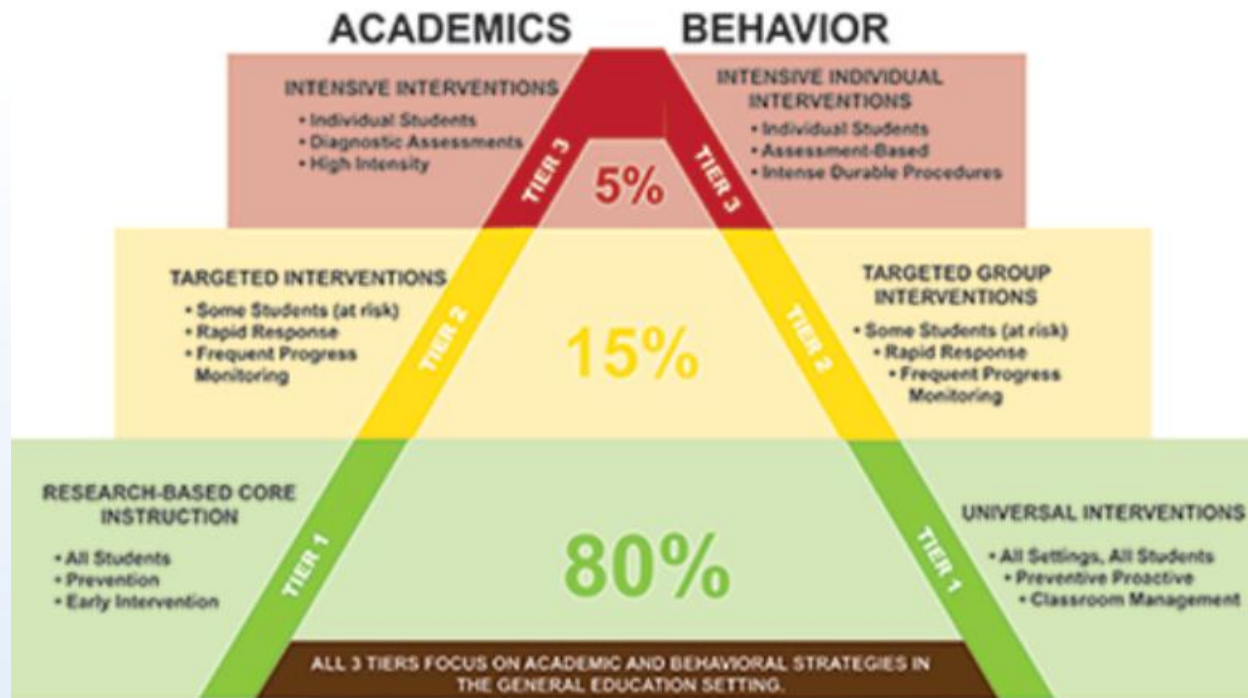 ACADEMICS
BEHAVIOR
INTENSIVE INTERVENTIONS
• Individual Students
• Diagnostic Assessments
• High Intensity
TIER 3
5%
TIER 3
INTENSIVE INDIVIDUAL
INTERVENTIONS
• Individual Students
• Assessment-Based
• Intense Durable Procedures
TARGETED INTERVENTIONS
• Some Students (at risk)
• Rapid Response
• Frequent Progress
Monitoring
TIER 2
15%
TIER 2
TARGETED GROUP
INTERVENTIONS
• Some Students (at risk)
• Rapid Response
• Frequent Progress
Monitoring
RESEARCH-BASED CORE
INSTRUCTION
• All Students
• Prevention
• Early Intervention
TIER 1
80%
TIER 1
UNIVERSAL INTERVENTIONS
• All Settings, All Students
• Preventive Proactive
• Classroom Management
ALL 3 TIERS FOCUS ON ACADEMIC AND BEHAVIORAL STRATEGIES IN
THE GENERAL EDUCATION SETTING.